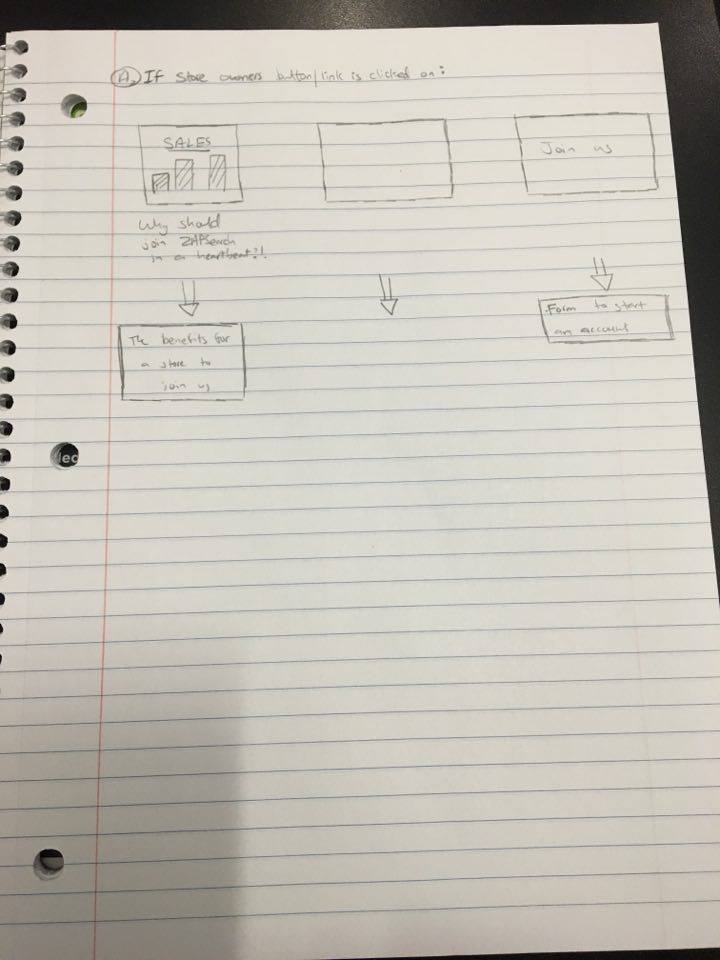 A. If Store owners button/link is clicked on:
SALES
Why should
join ZAPSearch
in a heartbeat?!
The benefits for
a store to
join us
Join us
Form to start
an account
lec